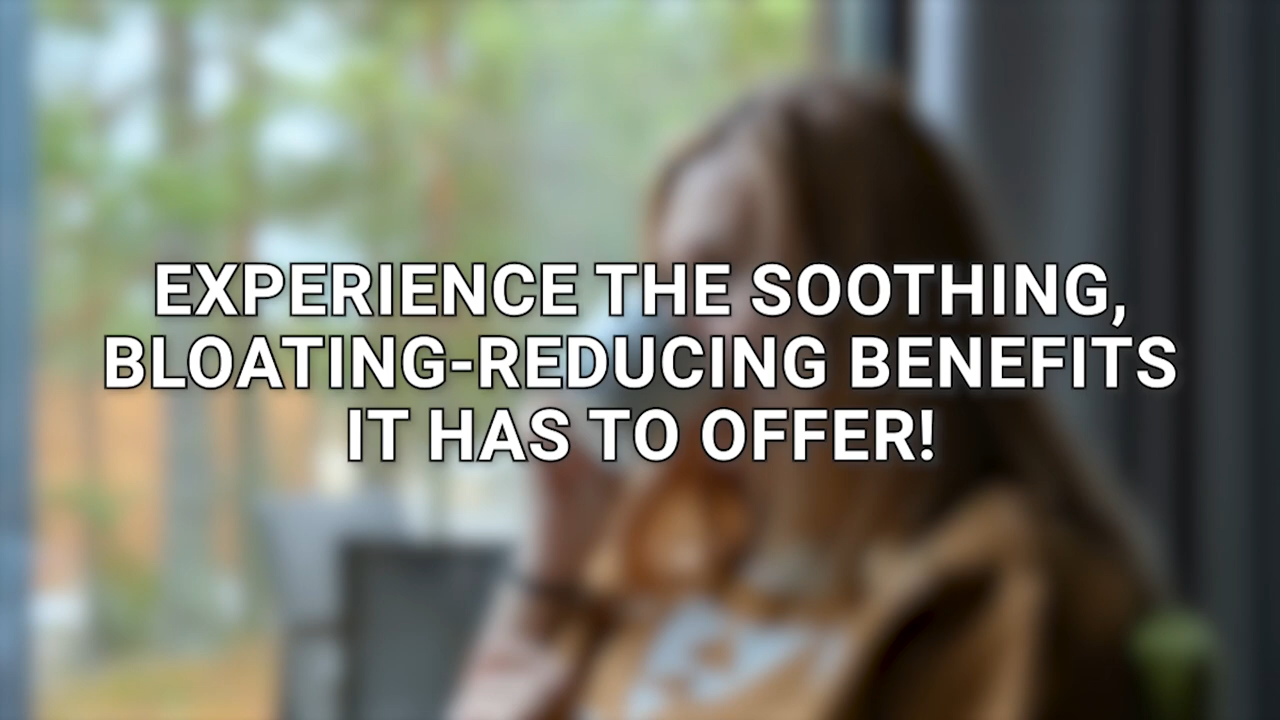 EXPERIENCE THE SOOTHING,
BLOATING-REDUCING BENEFITS
IT HAS TO OFFER!